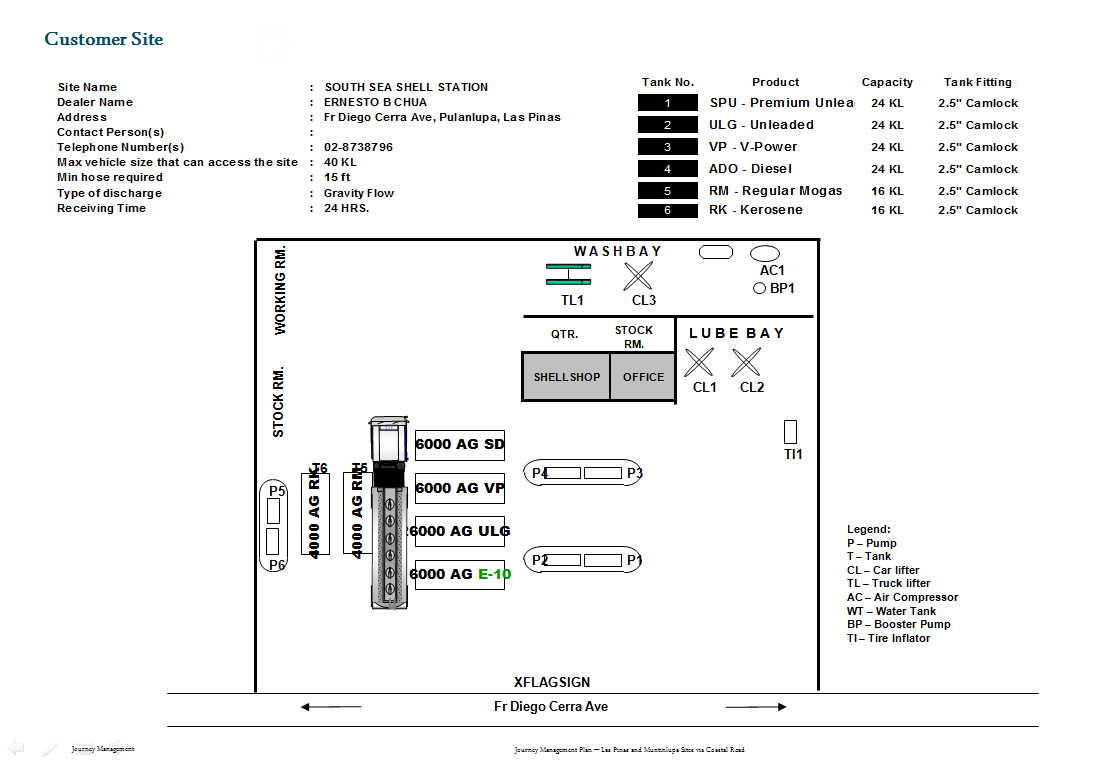 Customer Site
Site Name : SOUTH SEA SHELL STATION
Dealer Name : ERNESTO B CHUA
Address : Fr Diego Cerra Ave, Pulanlupa, Las Pinas
Contact Person(s) :
Telephone Number(s) : 02-8738796
Max vehicle size that can access the site : 40 KL
Min hose required : 15 ft
Type of discharge : Gravity Flow
Receiving Time : 24 HRS.
Tank No. Product Capacity Tank Fitting
1 SPU - Premium Unlea 24 KL 2.5" Camlock
2 ULG - Unleaded 24 KL 2.5" Camlock
3 VP - V-Power 24 KL 2.5" Camlock
4 ADO - Diesel 24 KL 2.5" Camlock
5 RM - Regular Mogas 16 KL 2.5" Camlock
6 RK - Kerosene 16 KL 2.5" Camlock
WORKING RM.
STOCK RM.
WASHBAY
TL1
CL3
AC1
BP1
QTR.
STOCK
RM.
LUBE BAY
SHELLSHOP
OFFICE
CL1
CL2
TI1
6000 AG SD
6000 AG VP
6000 AG ULG
6000 AG E-10
4000 AG RK
4000 AG RM
P5
P6
P4
P3
P2
P1
Legend:
P – Pump
T – Tank
CL – Car lifter
TL – Truck lifter
AC – Air Compressor
WT – Water Tank
BP – Booster Pump
TI – Tire Inflator
XFLAGSIGN
Fr Diego Cerra Ave
Journey Management
Journey Management Plan – Las Pinas and Muntinlupa Sites via Coastal Road